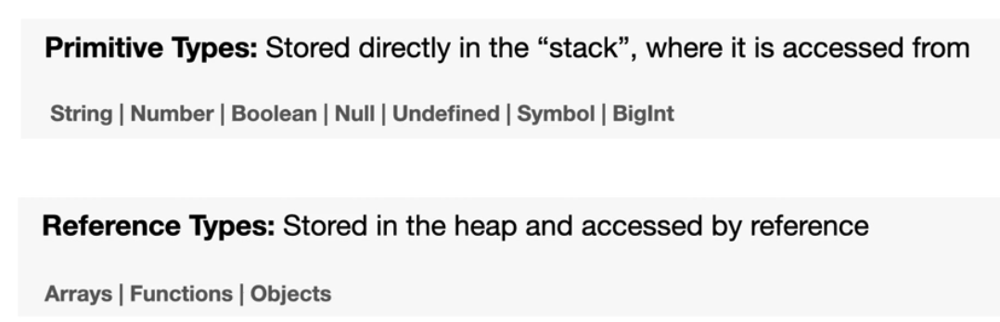 Primitive Types: Stored directly in the “stack”, where it is accessed from
String | Number | Boolean | Null | Undefined | Symbol | BigInt
Reference Types: Stored in the heap and accessed by reference
Arrays | Functions | Objects